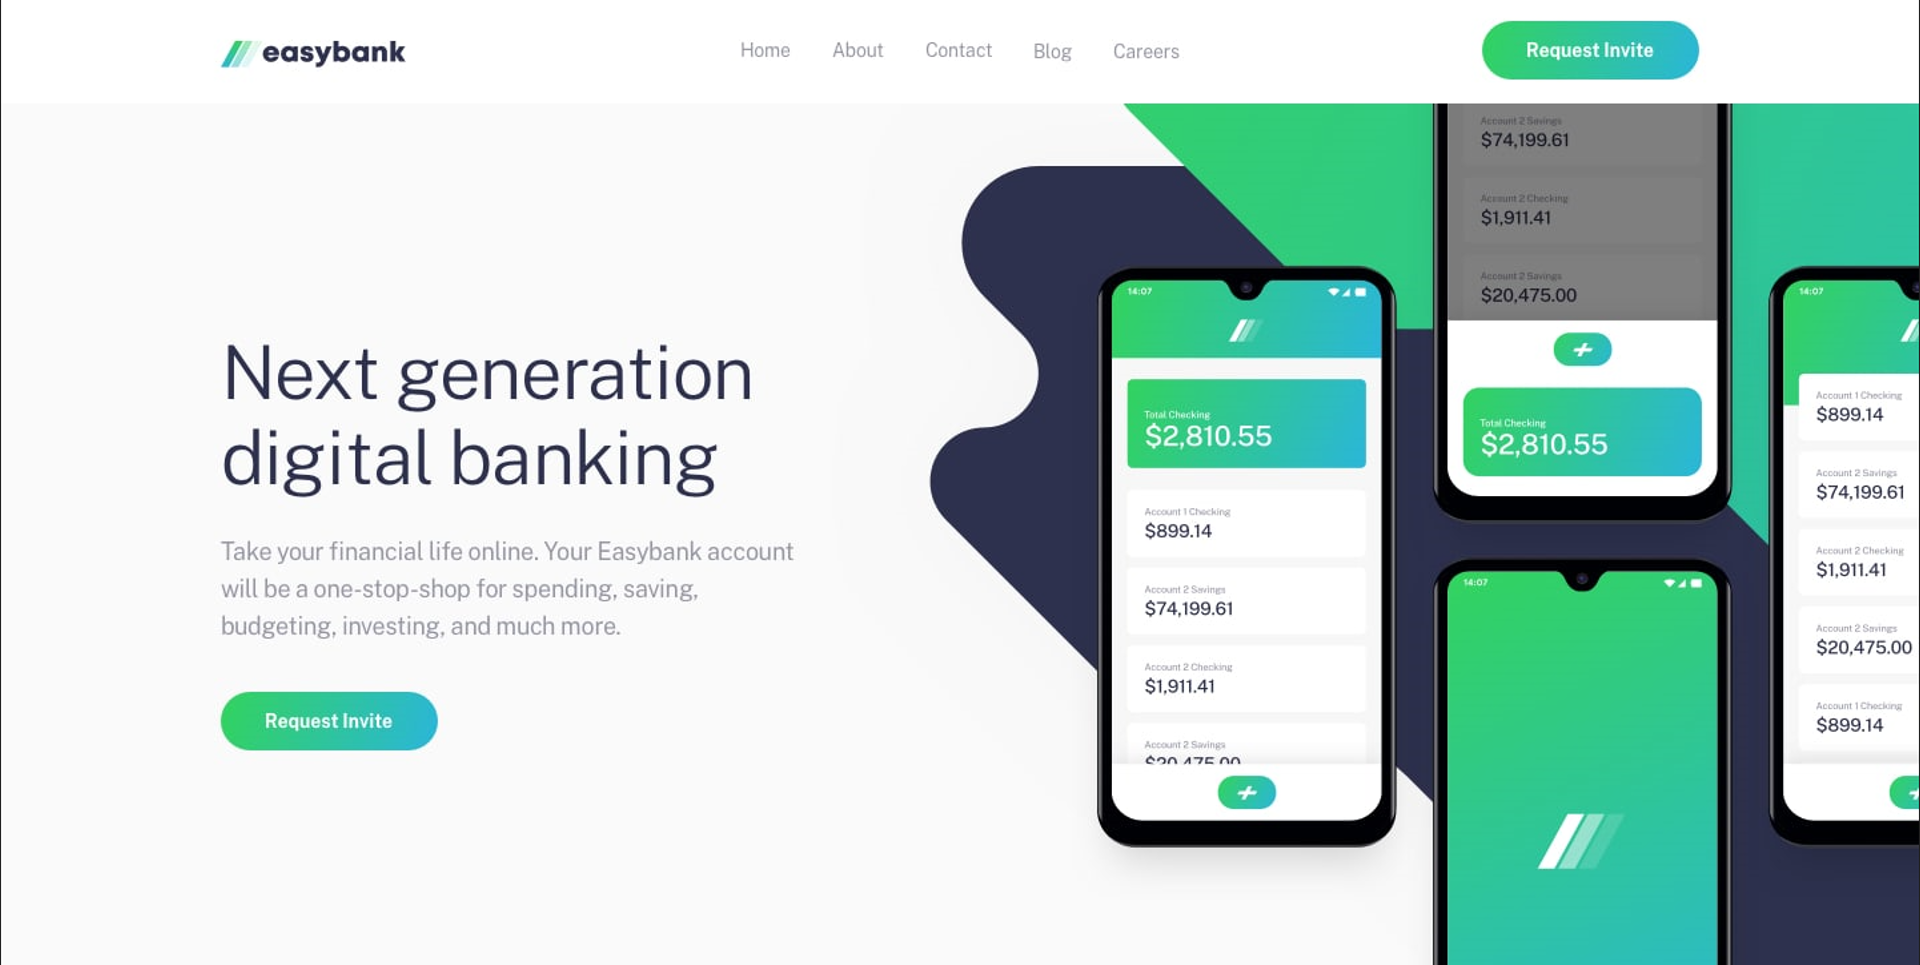 easybank
Home
About
Contact
Blog
Careers
Request Invite
Next generation
digital banking
Take your financial life online. Your Easybank account
will be a one-stop-shop for spending, saving,
budgeting, investing, and much more.
Request Invite
14:07
Total Checking
$2,810.55
Account 1 Checking
$899.14
Account 2 Savings
$74,199.61
Account 2 Checking
$1,911.41
Account 2 Savings
$20,475.00
Account 2 Savings
$74,199.61
Account 2 Checking
$1,911.41
Account 2 Savings
$20,475.00
Total Checking
$2,810.55
14:07
14:07
Account 1 Checking
$899.14
Account 2 Savings
$74,199.61
Account 2 Checking
$1,911.41
Account 2 Savings
$20,475.00
Account 1 Checking
$899.14